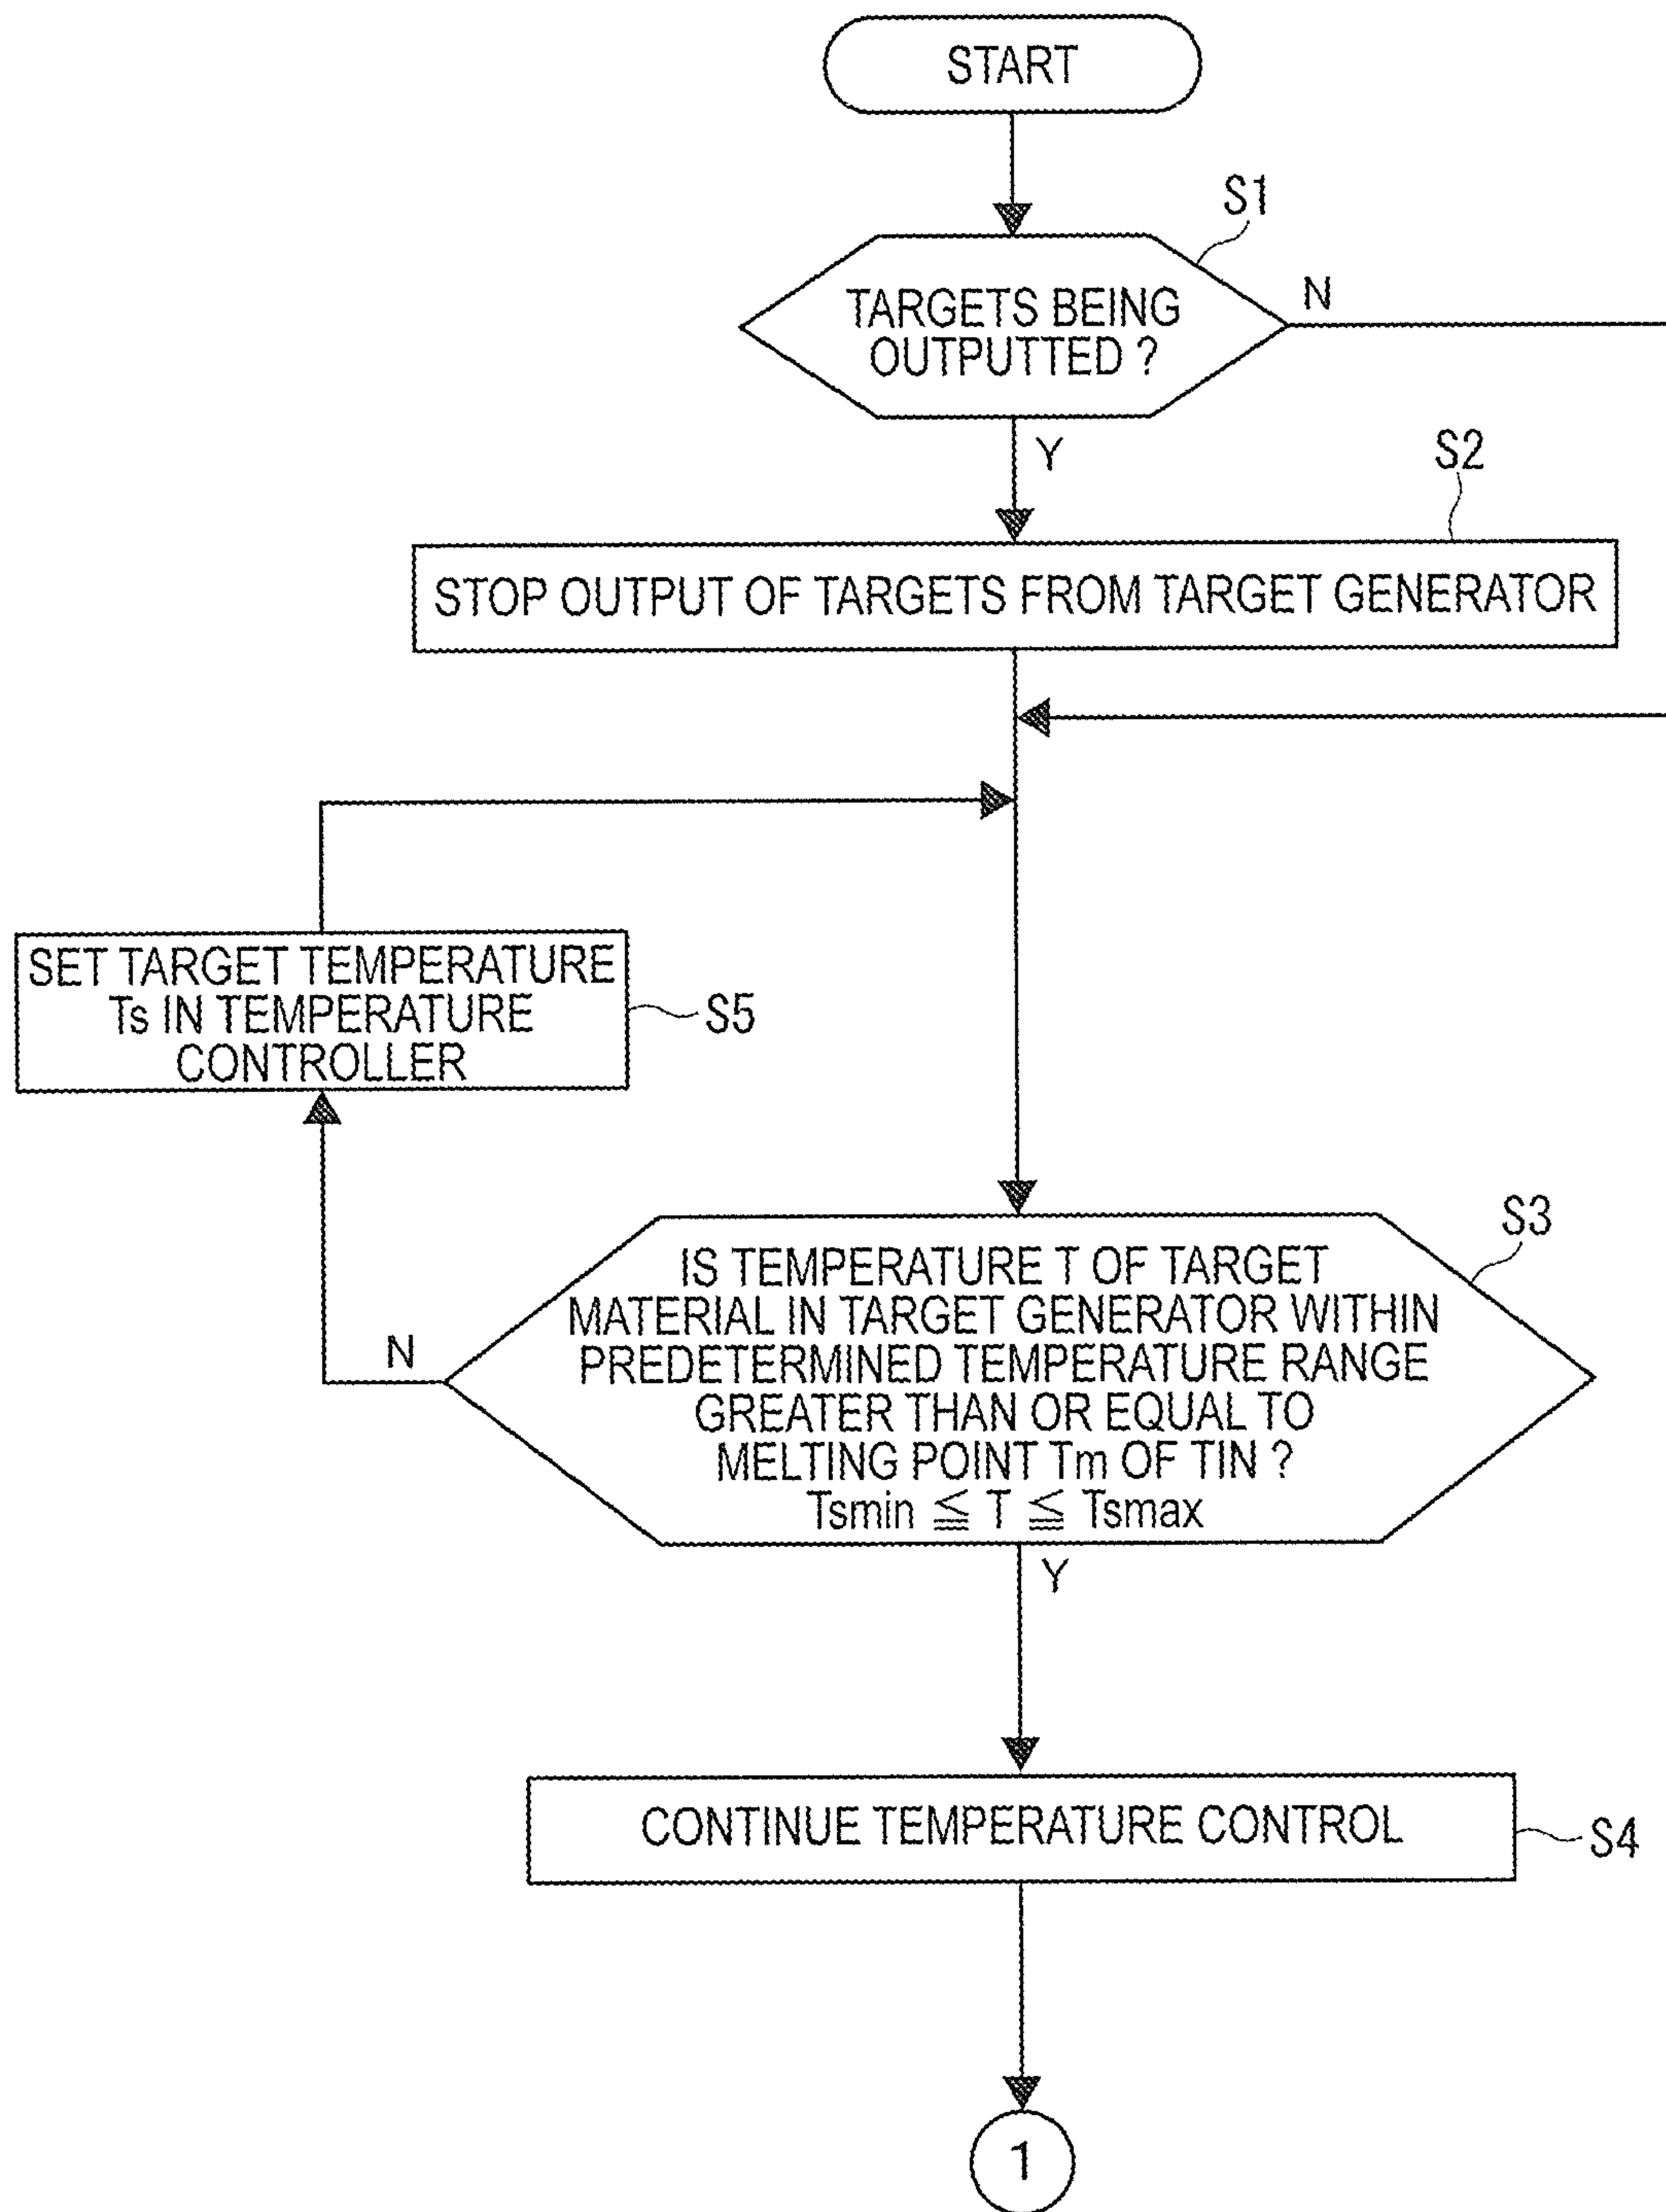 START
S1
TARGETS BEING
OUTPUTTED ?
N
Y
S2
STOP OUTPUT OF TARGETS FROM TARGET GENERATOR
SET TARGET TEMPERATURE
Ts IN TEMPERATURE
CONTROLLER
S5
S3
IS TEMPERATURE T OF TARGET
MATERIAL IN TARGET GENERATOR WITHIN
PREDETERMINED TEMPERATURE RANGE
GREATER THAN OR EQUAL TO
MELTING POINT Tm OF TIN ?
Tsmin ≦ T ≦ Tsmax
N
Y
CONTINUE TEMPERATURE CONTROL
S4
1